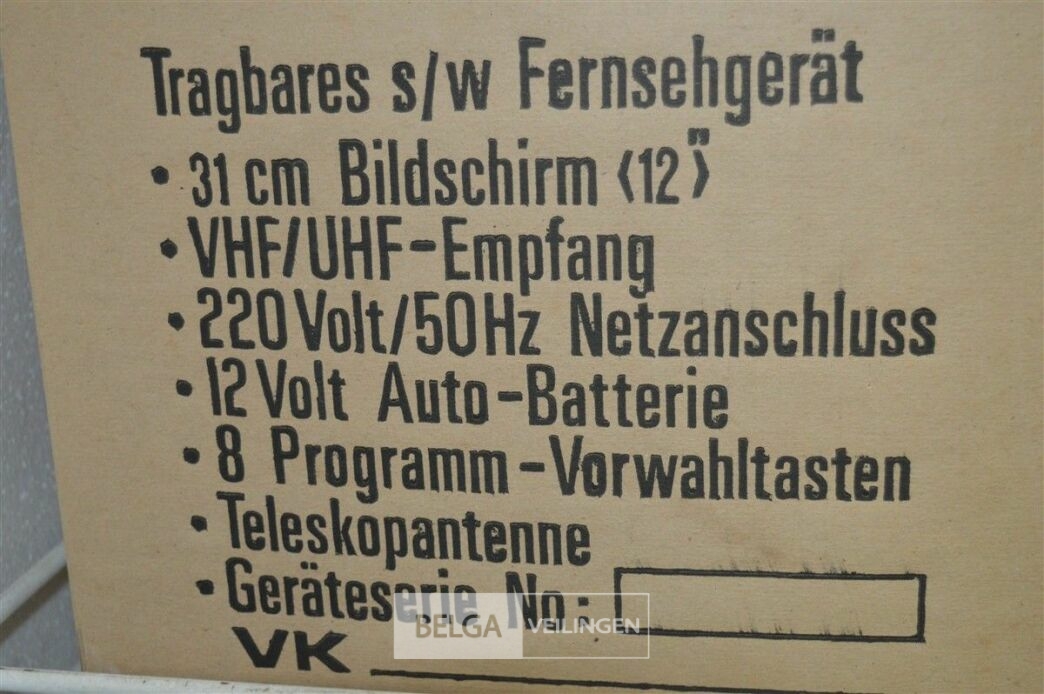 Tragbares s/w Fernsehgerät
• 31 cm Bildschirm (12")
• VHF/UHF-Empfang
• 220 Volt/50Hz Netzanschluss
• 12 Volt Auto-Batterie
• 8 Programm-Vorwahltasten
• Teleskopantenne
• Geräteserie No.:
BELGA VEILINGEN
VK